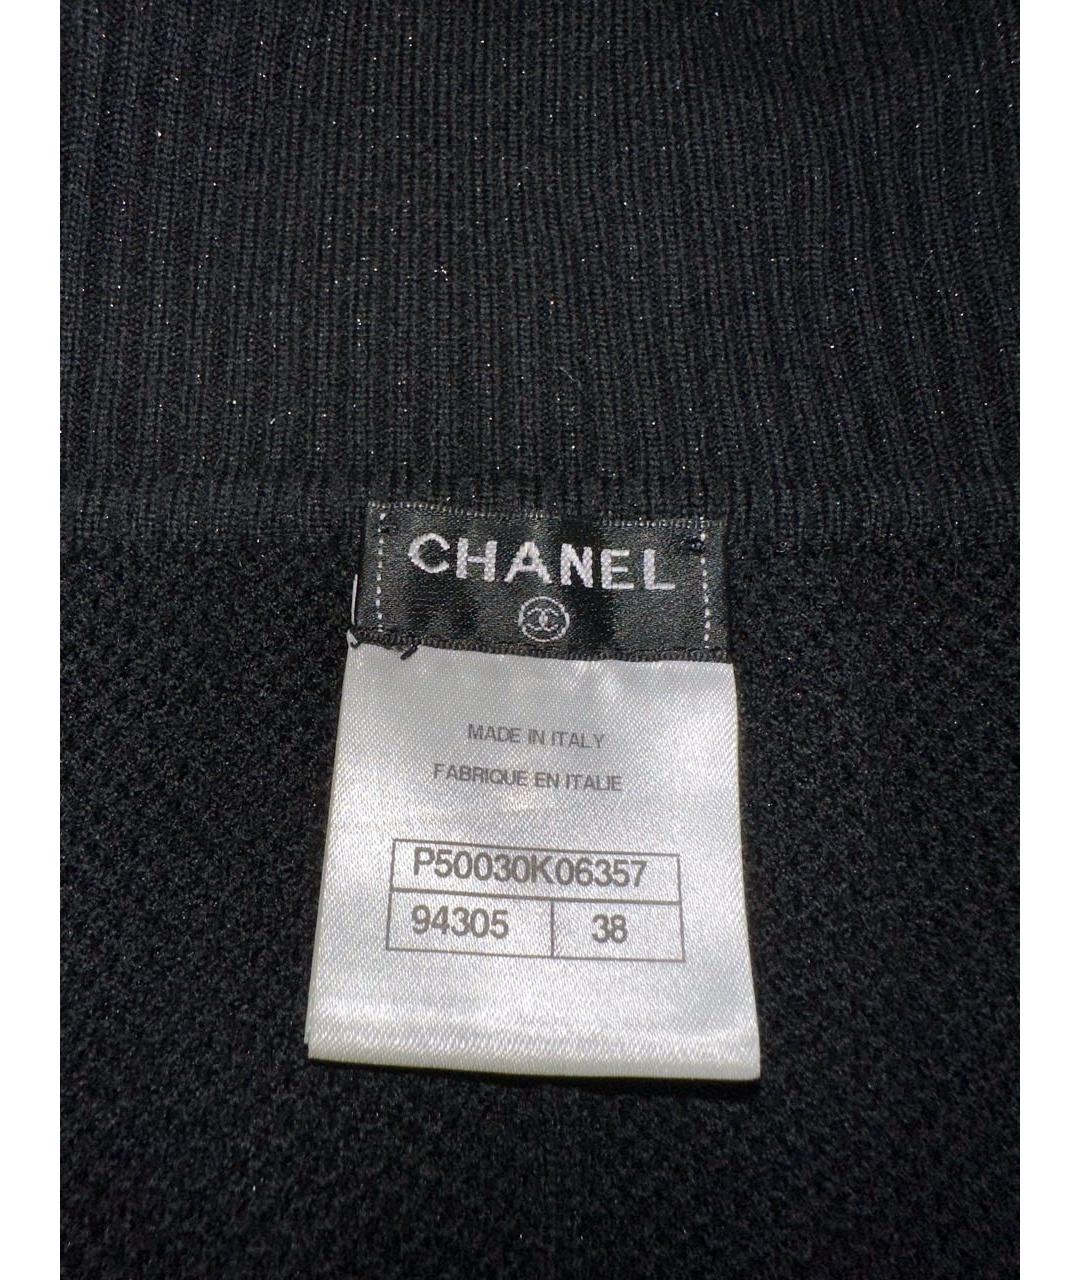 CHANEL
MADE IN ITALY
FABRIQUE EN ITALIE
P50030K06357
94305 38